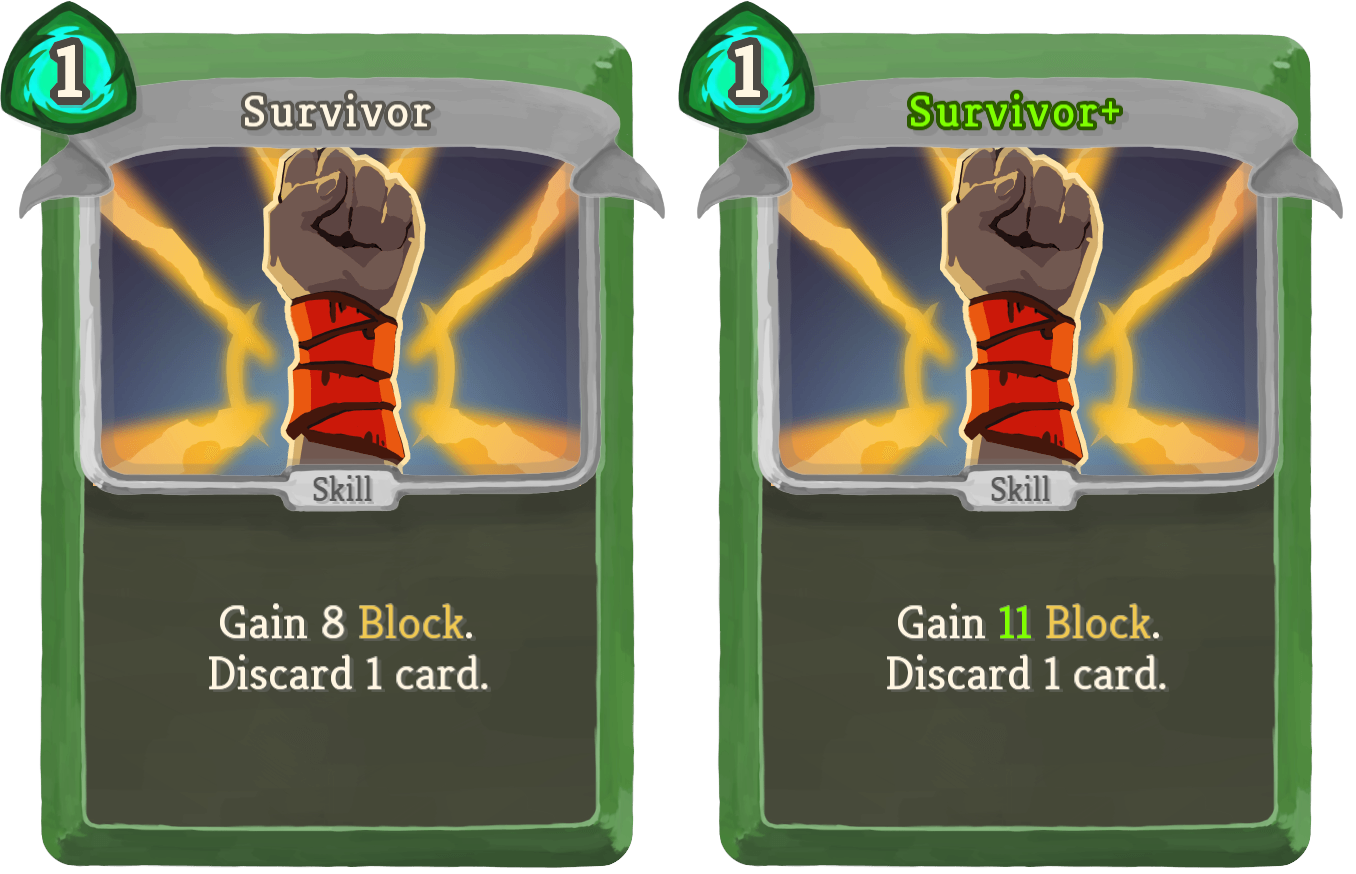 1
Survivor
Skill
Gain 8 Block.
Discard 1 card.
1
Survivor+
Skill
Gain 11 Block.
Discard 1 card.